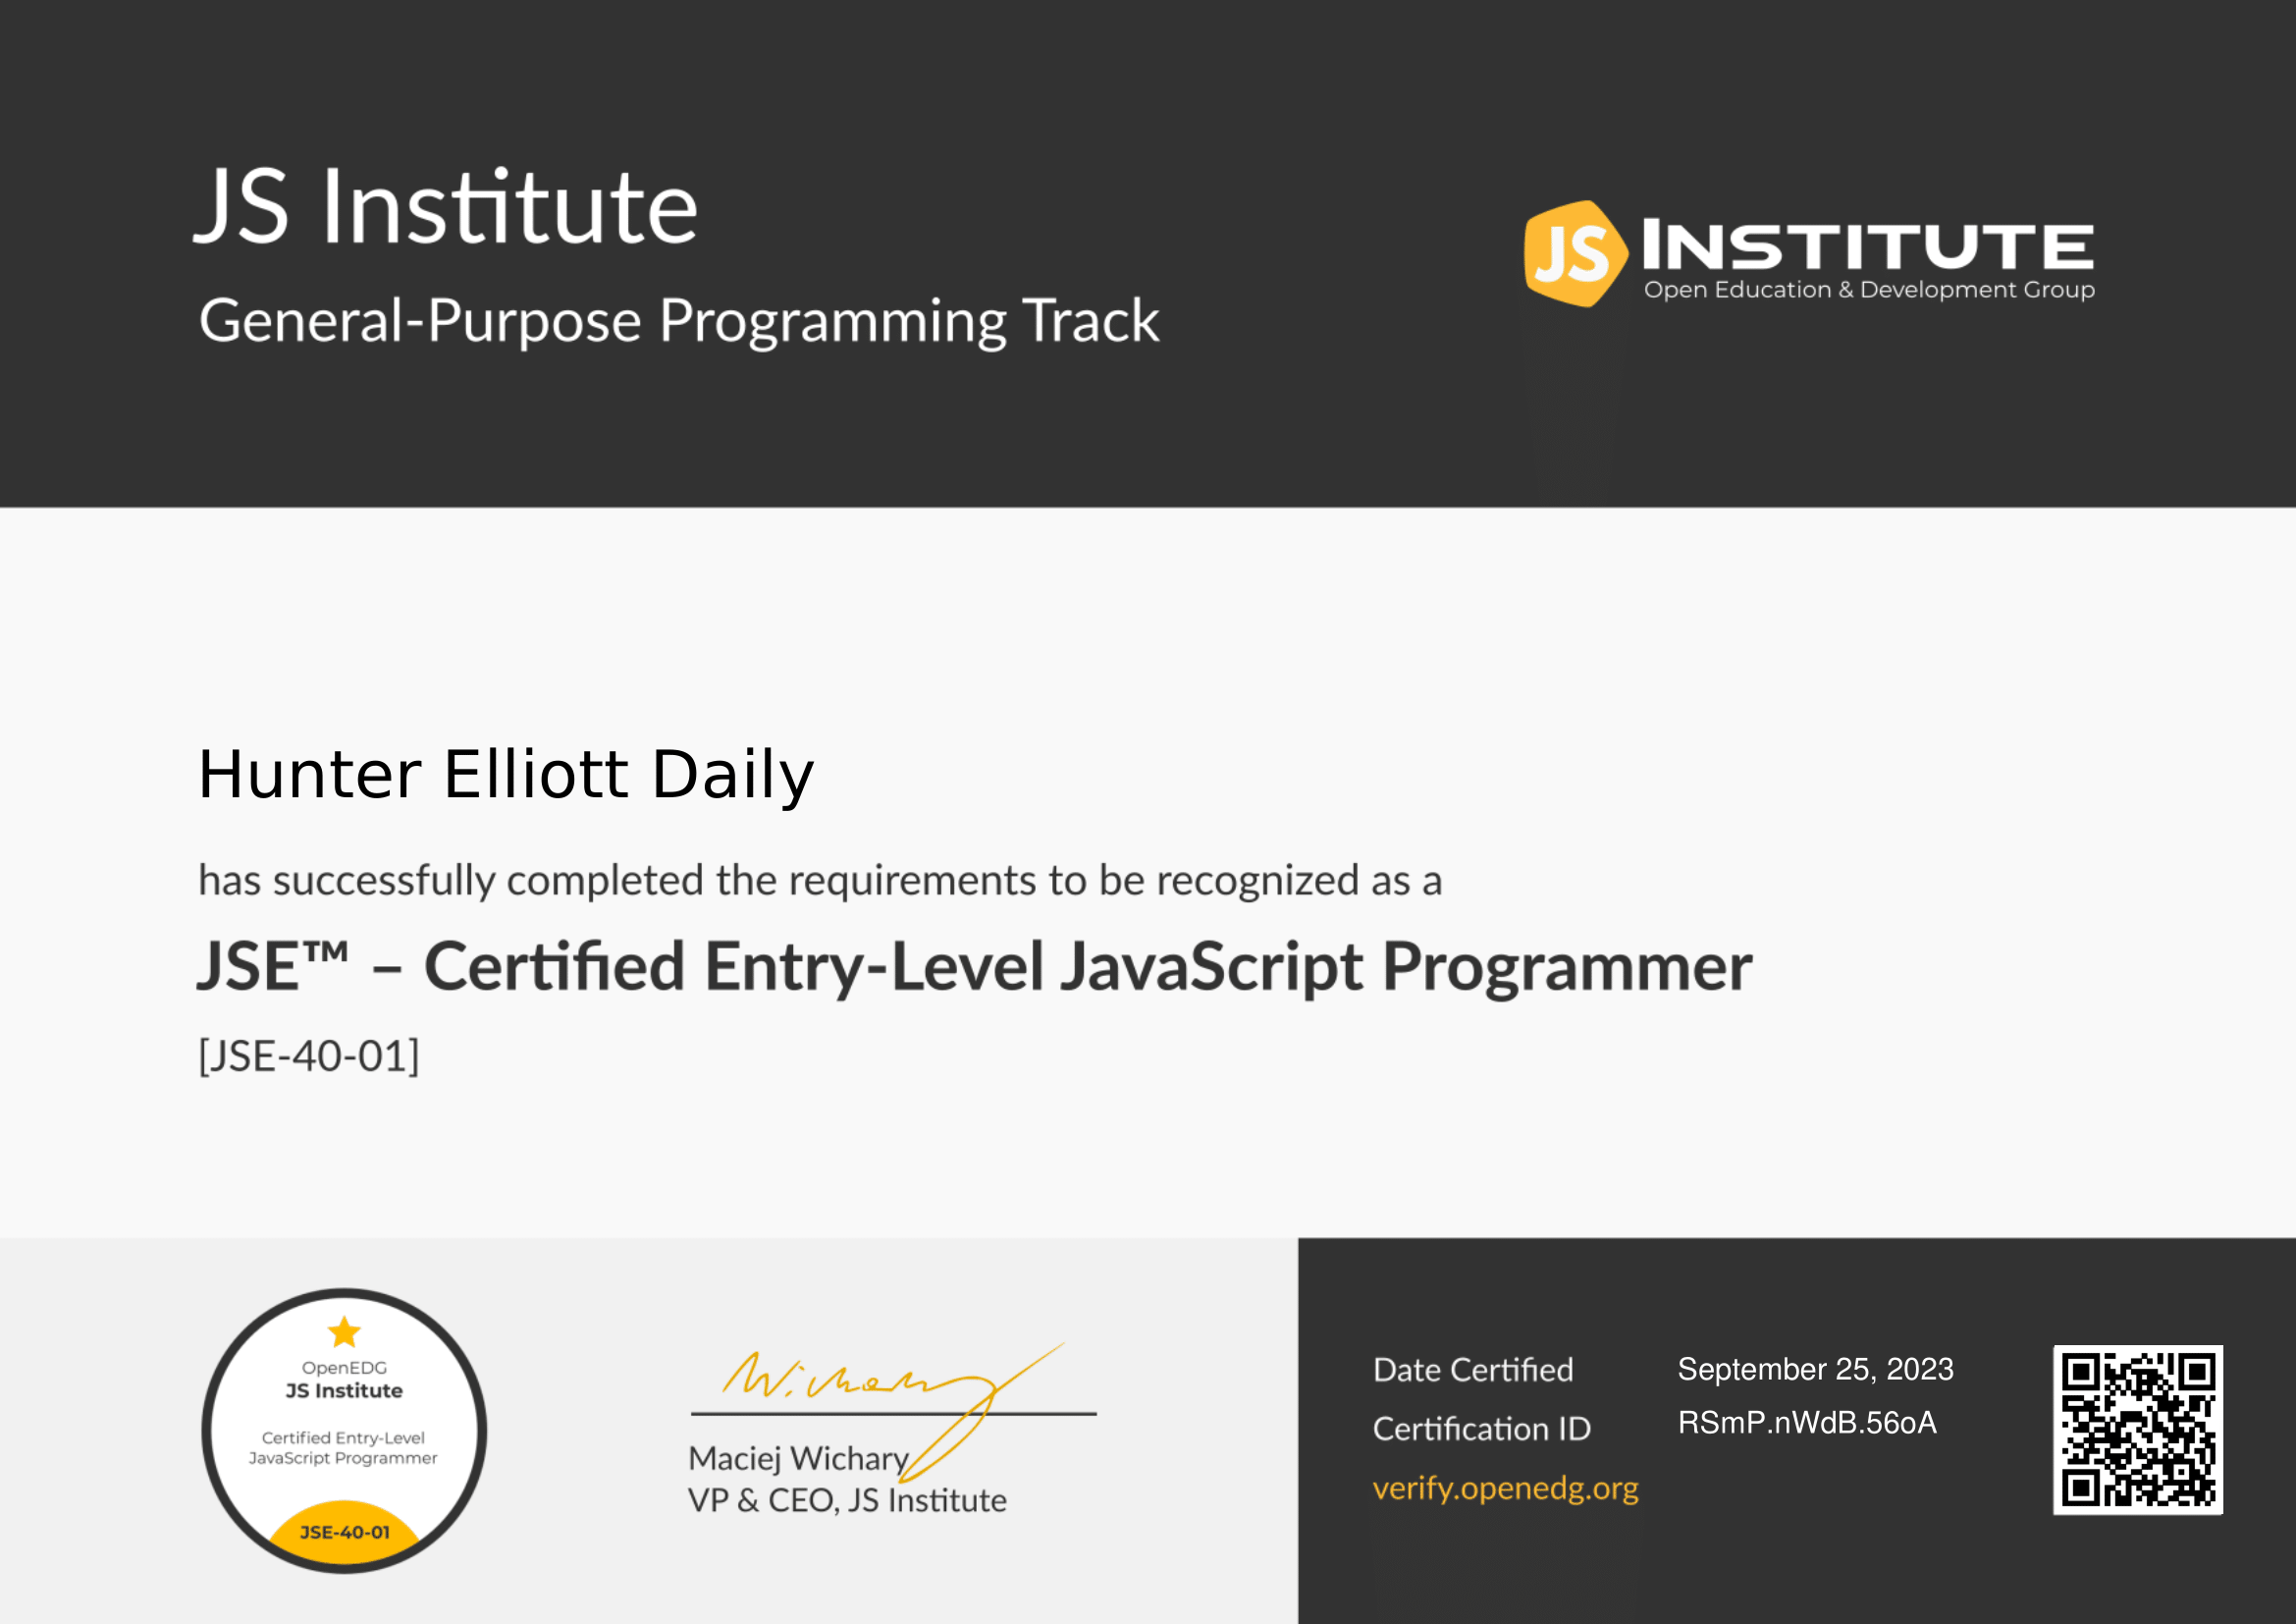 JS Institute
General-Purpose Programming Track
JS INSTITUTE
Open Education & Development Group
Hunter Elliott Daily
has successfully completed the requirements to be recognized as a
JSE™ – Certified Entry-Level JavaScript Programmer
[JSE-40-01]
OpenEDG
JS Institute
Certified Entry-Level
JavaScript Programmer
JSE-40-01
W. Wichary
Maciej Wichary
VP & CEO, JS Institute
Date Certified September 25, 2023
Certification ID RSmP.nWdB.56oA
verify.openedg.org